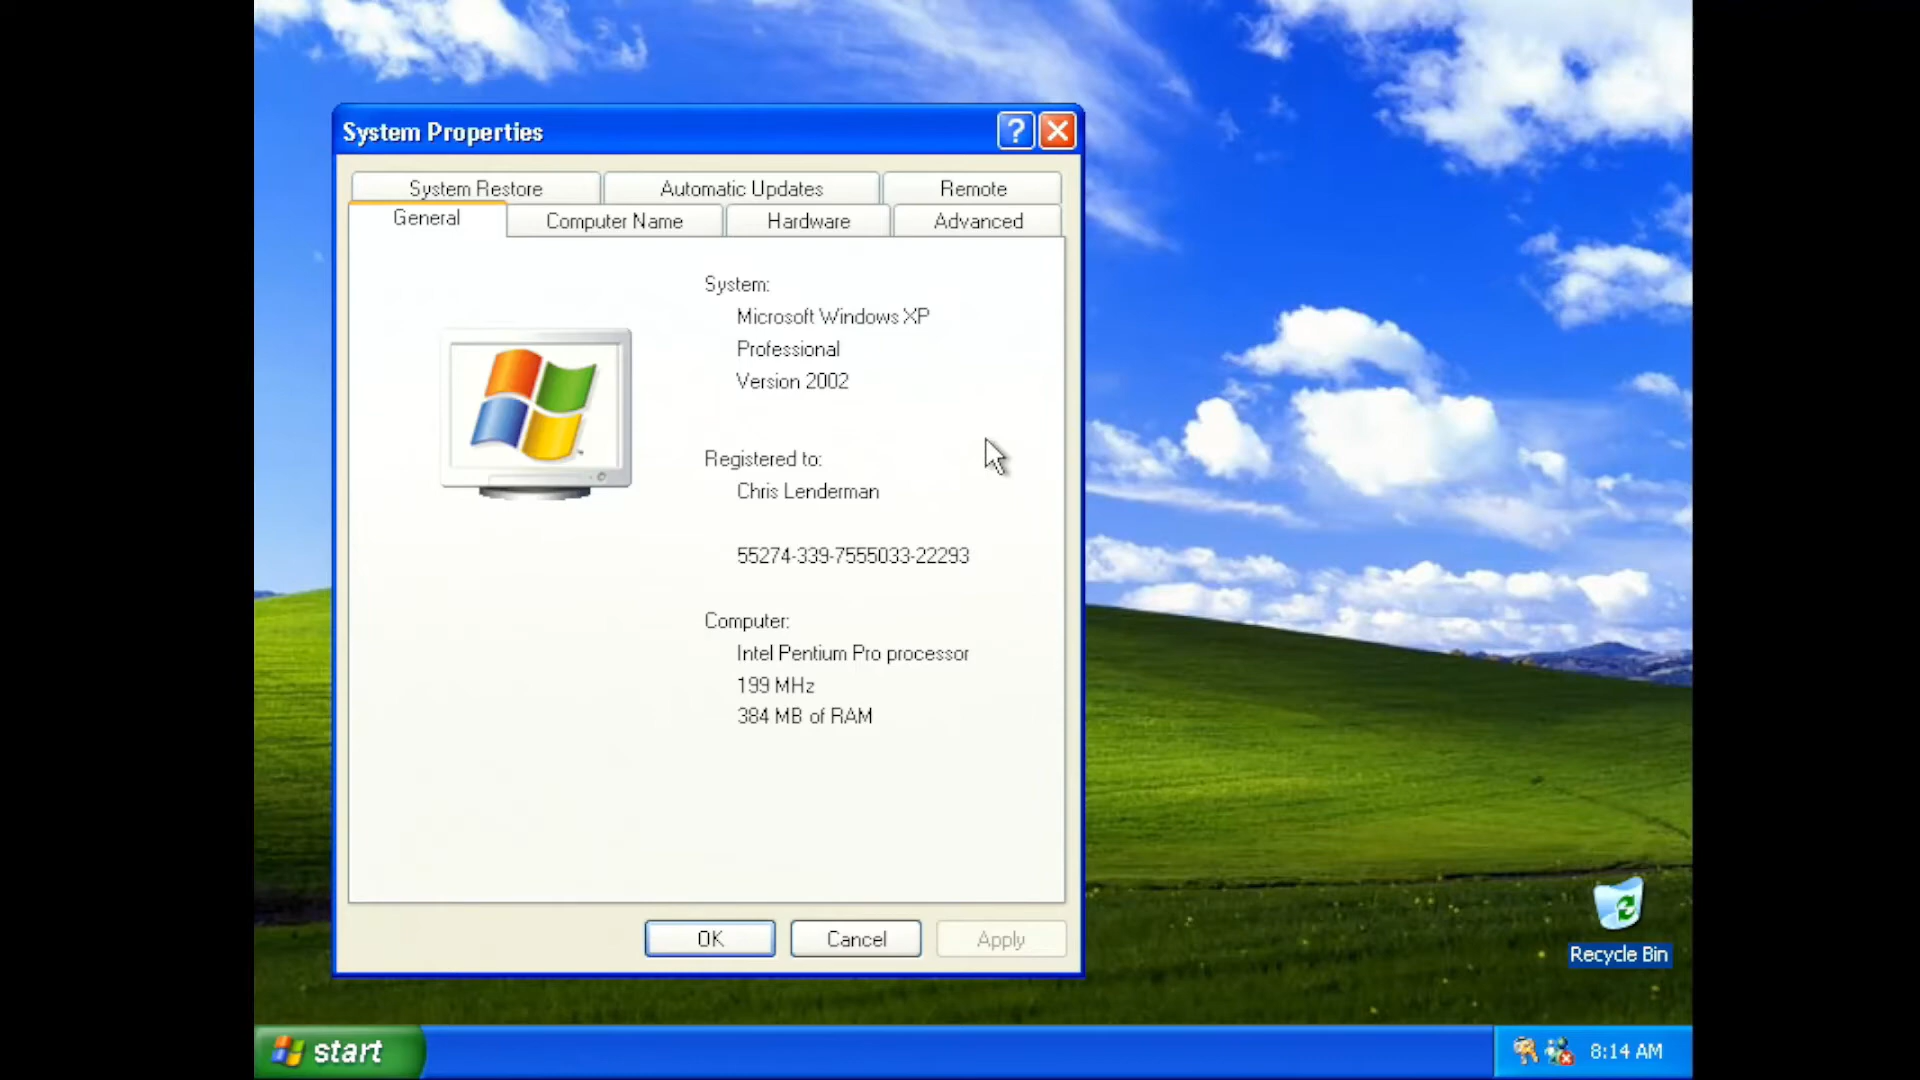 System Properties
?
System Restore
Automatic Updates
Remote
General
Computer Name
Hardware
Advanced
System:
Microsoft Windows XP
Professional
Version 2002
Registered to:
Chris Lenderman
55274-339-7555033-22293
Computer:
Intel Pentium Pro processor
199 MHz
384 MB of RAM
OK
Cancel
Apply
Recycle Bin
start
8:14 AM